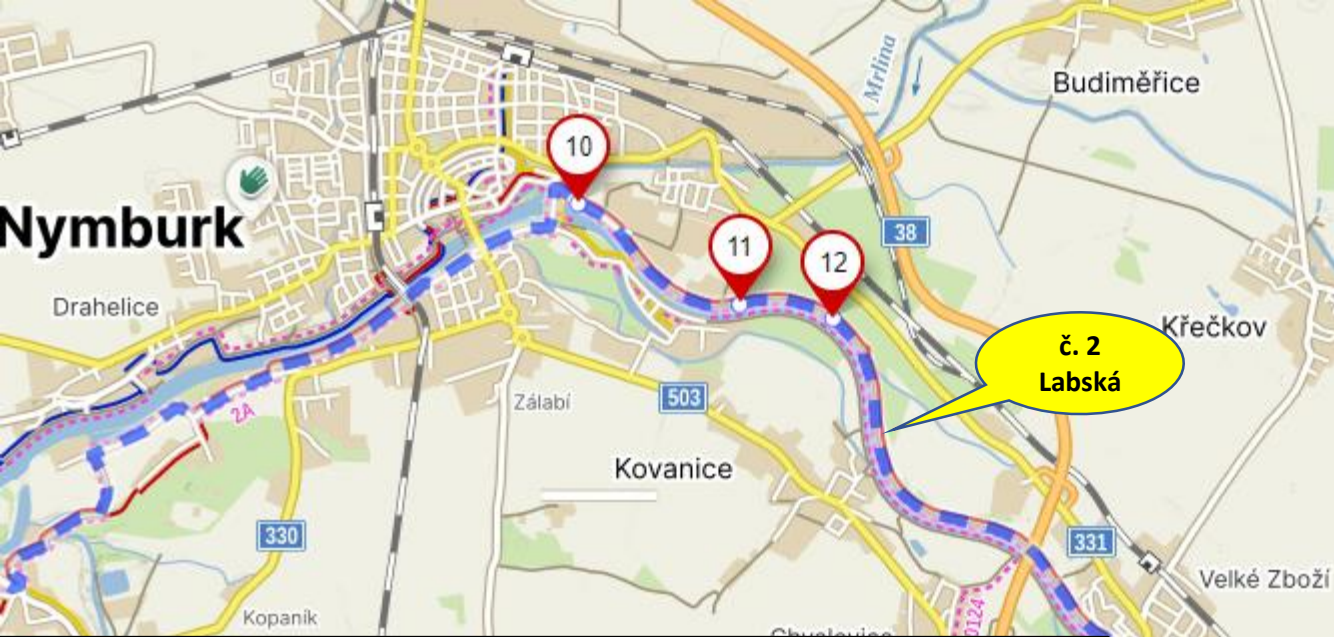 Mrlina
Budiměřice
10
Nymburk
38
11
12
Drahelice
Křečkov
č. 2
Labská
2A
Zálabí
503
Kovanice
330
331
Velké Zboží
Kopaník
0124
Chvalovice